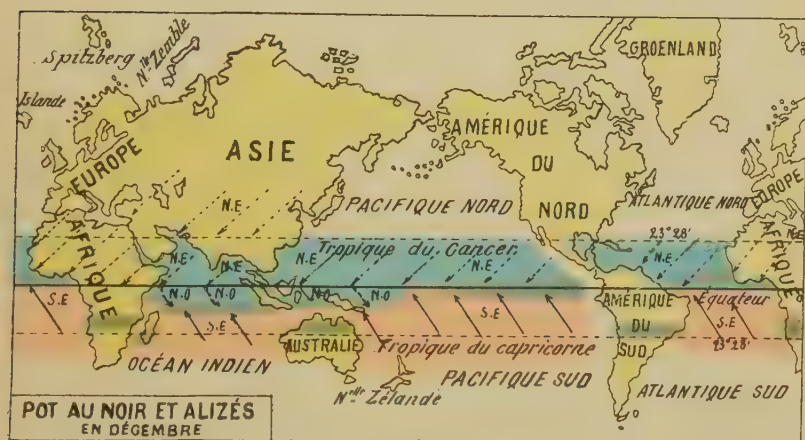 Spitzberg
Nlle Zemble
GROENLAND
Islande
AMÉRIQUE
DU
NORD
ASIE
EUROPE
AFRIQUE
N.E
PACIFIQUE NORD
ATLANTIQUE NORD
EUROPE
AFRIQUE
23°28'
Tropique du Cancer
N.E
N.E
N.E
N.E
N.E
N.E
N.E
N.O
N.O
N.O
N.O
Équateur
S.E
S.E
S.E
S.E
AMÉRIQUE
DU
SUD
AUSTRALIE
Tropique du capricorne
23°28'
OCÉAN INDIEN
PACIFIQUE SUD
ATLANTIQUE SUD
Nlle Zélande
POT AU NOIR ET ALIZÉS
EN DÉCEMBRE